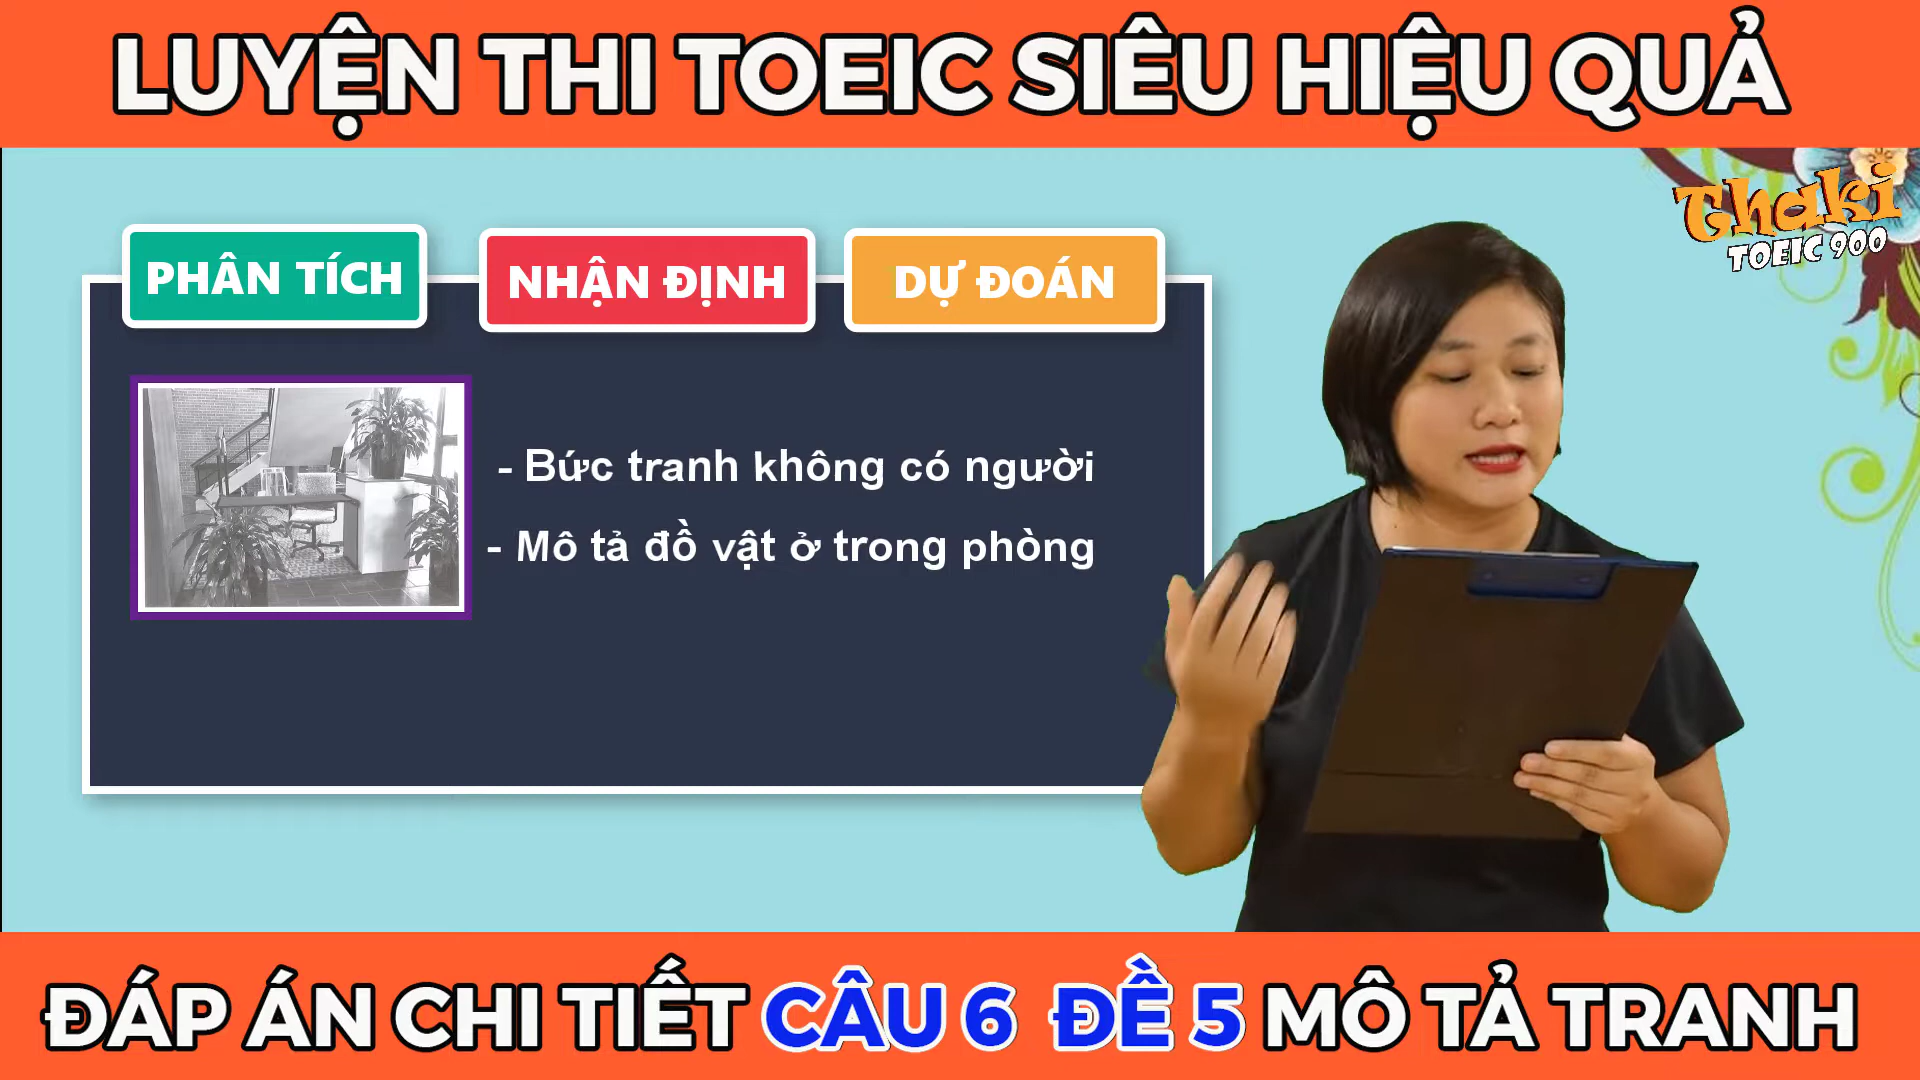 LUYỆN THI TOEIC SIÊU HIỆU QUẢ
Thaki
TOEIC 900
PHÂN TÍCH
NHẬN ĐỊNH
DỰ ĐOÁN
- Bức tranh không có người
- Mô tả đồ vật ở trong phòng
ĐÁP ÁN CHI TIẾT CÂU 6 ĐỀ 5 MÔ TẢ TRANH